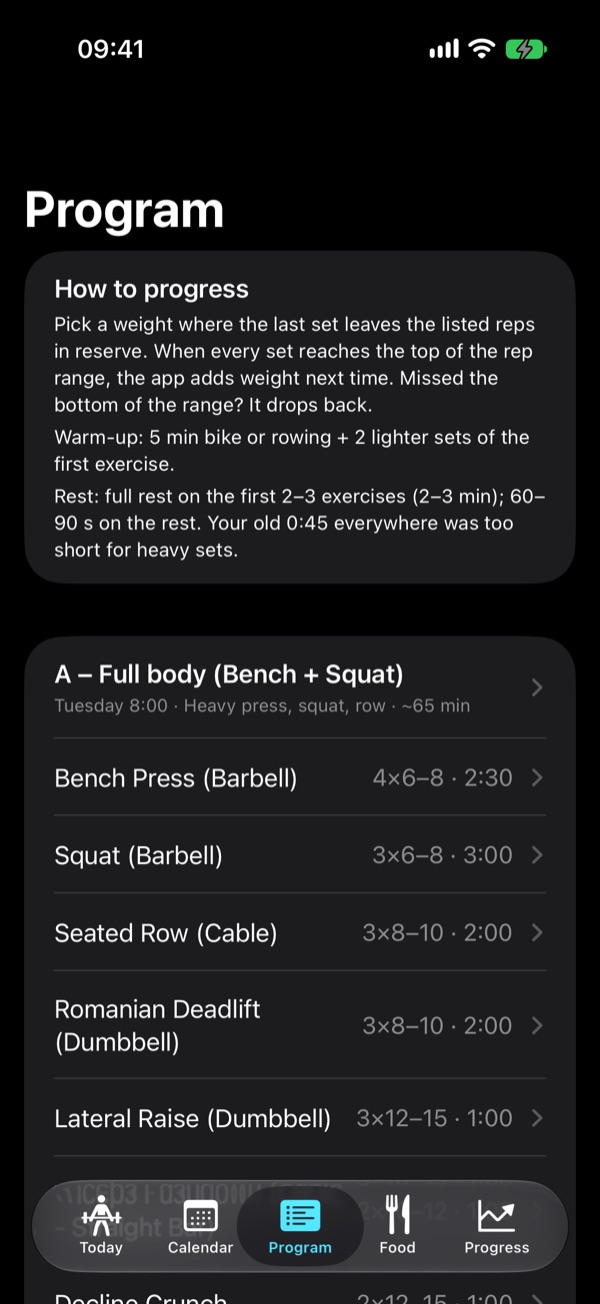 09:41
Program
How to progress
Pick a weight where the last set leaves the listed reps
in reserve. When every set reaches the top of the rep
range, the app adds weight next time. Missed the
bottom of the range? It drops back.
Warm-up: 5 min bike or rowing + 2 lighter sets of the
first exercise.
Rest: full rest on the first 2–3 exercises (2–3 min); 60–
90 s on the rest. Your old 0:45 everywhere was too
short for heavy sets.
A – Full body (Bench + Squat)
Tuesday 8:00 · Heavy press, squat, row · ~65 min
Bench Press (Barbell) 4×6–8 · 2:30
Squat (Barbell) 3×6–8 · 3:00
Seated Row (Cable) 3×8–10 · 2:00
Romanian Deadlift
(Dumbbell) 3×8–10 · 2:00
Lateral Raise (Dumbbell) 3×12–15 · 1:00
Today Calendar Program Food Progress
Decline Crunch 2×12–15 · 1:00